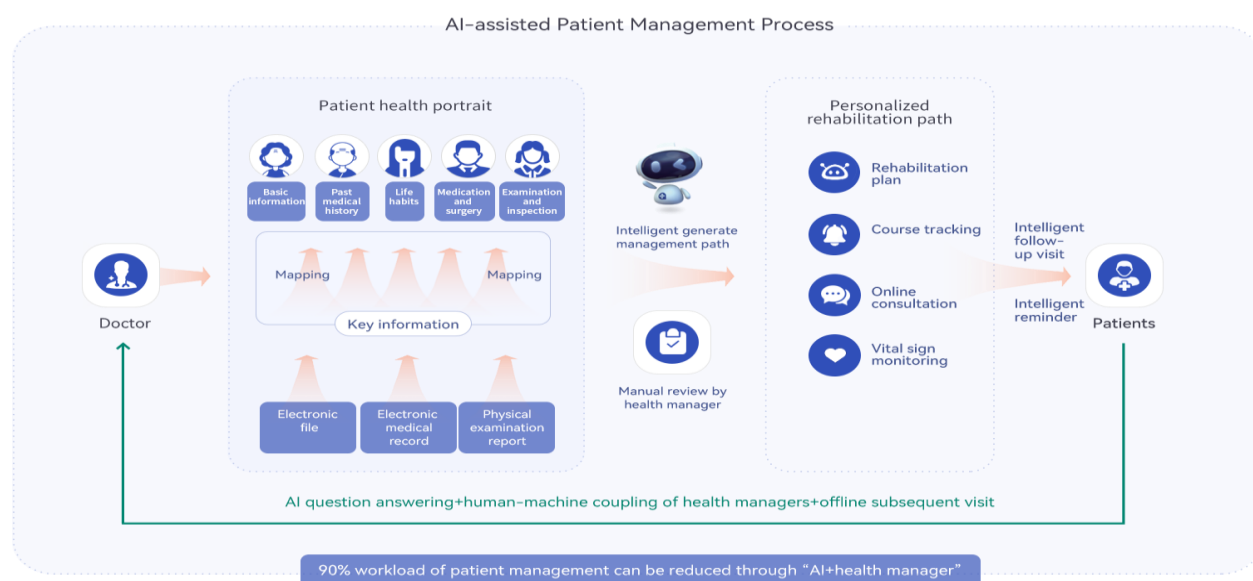 AI-assisted Patient Management Process
Patient health portrait
Basic
information
Past
medical
history
Life
habits
Medication
and
surgery
Examination
and
inspection
Mapping
Mapping
Key information
Electronic
file
Electronic
medical
record
Physical
examination
report
Doctor
Intelligent generate
management path
Manual review by
health manager
Personalized
rehabilitation path
Rehabilitation
plan
Course tracking
Online
consultation
Vital sign
monitoring
Intelligent
follow-
up visit
Intelligent
reminder
Patients
AI question answering+human-machine coupling of health managers+offline subsequent visit
90% workload of patient management can be reduced through “AI+health manager”